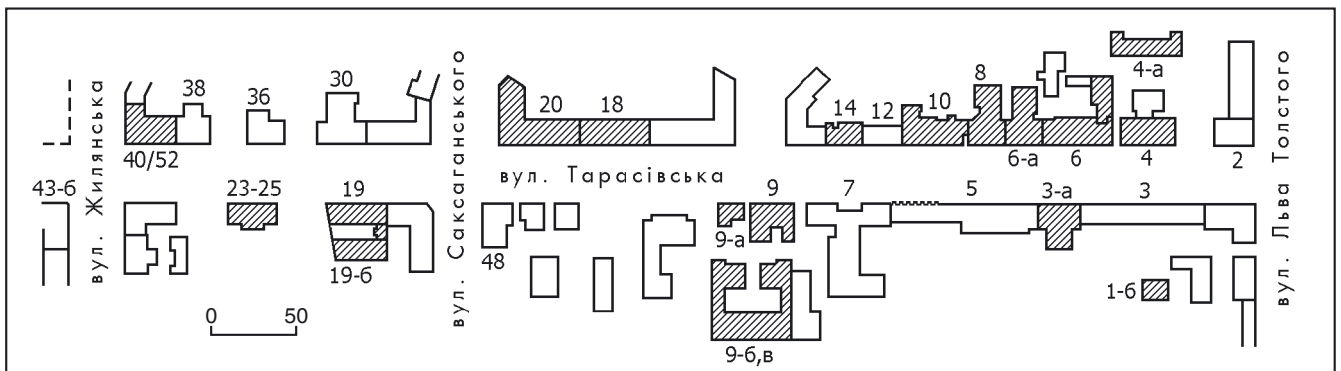 38
36
30
20
18
14
12
10
8
6-а
6
4-а
4
2
40/52
вул. Тарасівська
43-б
вул. Жилянська
23-25
19
19-б
вул. Саксаганського
48
9-а
9
9-б,в
7
5
3-а
3
1-б
вул. Льва Толстого
0 50